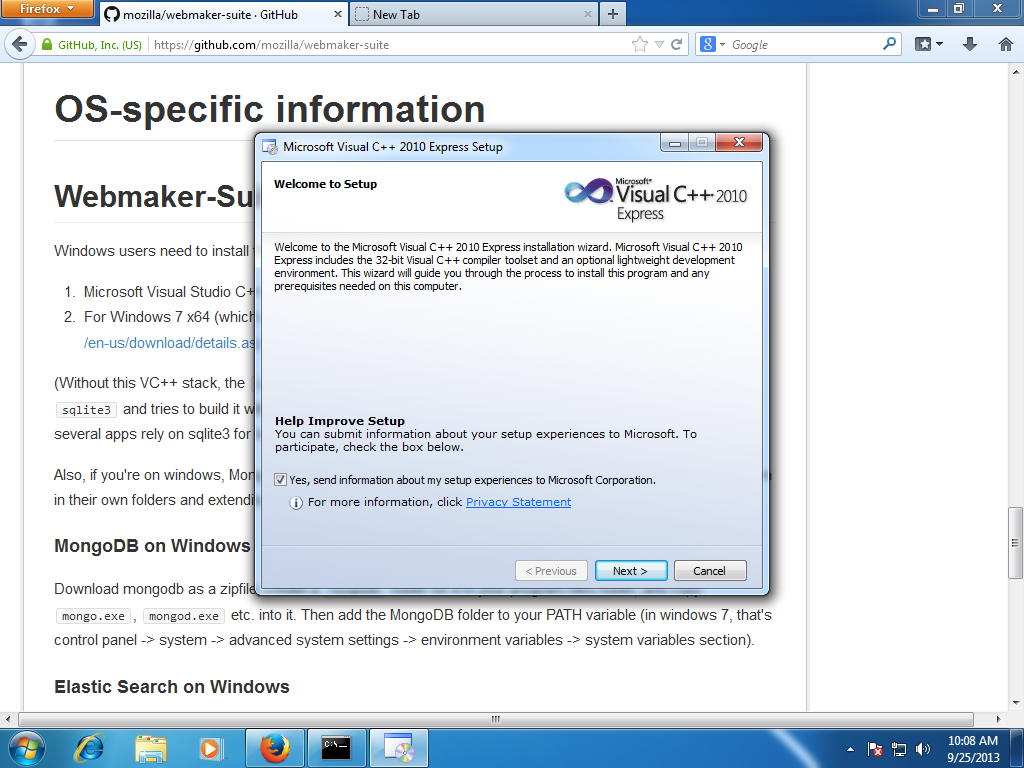 Firefox
mozilla/webmaker-suite · GitHub
New Tab
GitHub, Inc. (US)
https://github.com/mozilla/webmaker-suite
Google
OS-specific information
Webmaker-Su
Windows users need to install
1. Microsoft Visual Studio C+
2. For Windows 7 x64 (which
/en-us/download/details.as
(Without this VC++ stack, the
sqlite3 and tries to build it w
several apps rely on sqlite3 for
Also, if you're on windows, Mon
in their own folders and extendi
MongoDB on Windows
Download mongodb as a zipfile
mongo.exe , mongod.exe etc. into it. Then add the MongoDB folder to your PATH variable (in windows 7, that's
control panel -> system -> advanced system settings -> environment variables -> system variables section).
Elastic Search on Windows
Microsoft Visual C++ 2010 Express Setup
Welcome to Setup
Microsoft®
Visual C++ 2010
Express
Welcome to the Microsoft Visual C++ 2010 Express installation wizard. Microsoft Visual C++ 2010
Express includes the 32-bit Visual C++ compiler toolset and an optional lightweight development
environment. This wizard will guide you through the process to install this program and any
prerequisites needed on this computer.
Help Improve Setup
You can submit information about your setup experiences to Microsoft. To
participate, check the box below.
Yes, send information about my setup experiences to Microsoft Corporation.
For more information, click Privacy Statement
< Previous
Next >
Cancel
10:08 AM
9/25/2013